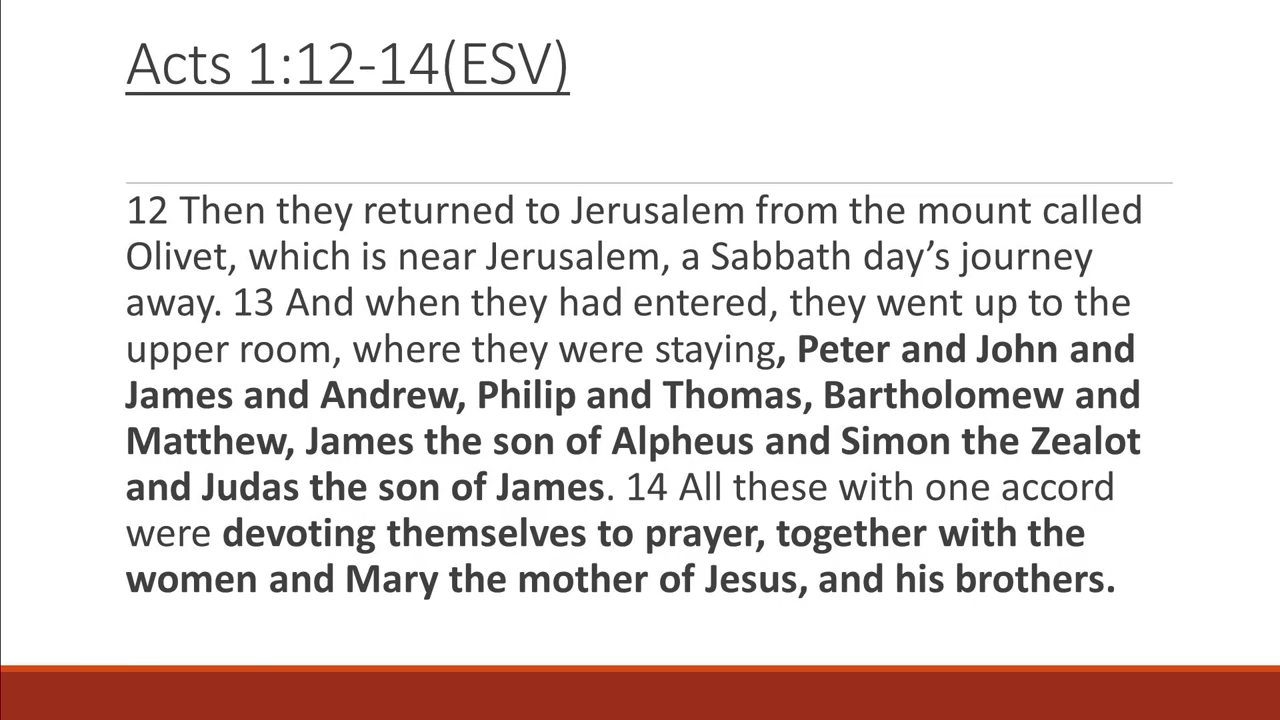 Acts 1:12-14(ESV)
12 Then they returned to Jerusalem from the mount called
Olivet, which is near Jerusalem, a Sabbath day’s journey
away. 13 And when they had entered, they went up to the
upper room, where they were staying, Peter and John and
James and Andrew, Philip and Thomas, Bartholomew and
Matthew, James the son of Alpheus and Simon the Zealot
and Judas the son of James. 14 All these with one accord
were devoting themselves to prayer, together with the
women and Mary the mother of Jesus, and his brothers.